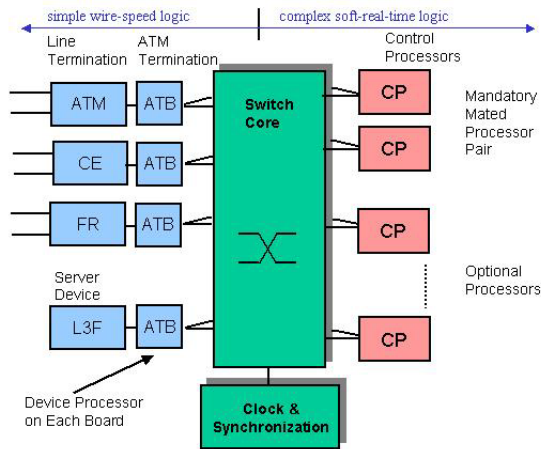 simple wire-speed logic
complex soft-real-time logic
Line
Termination
ATM
Termination
Control
Processors
ATM
ATB
Switch
Core
CP
Mandatory
Mated
Processor
Pair
CE
ATB
CP
FR
ATB
CP
Server
Device
Optional
Processors
L3F
ATB
CP
Device Processor
on Each Board
Clock &
Synchronization